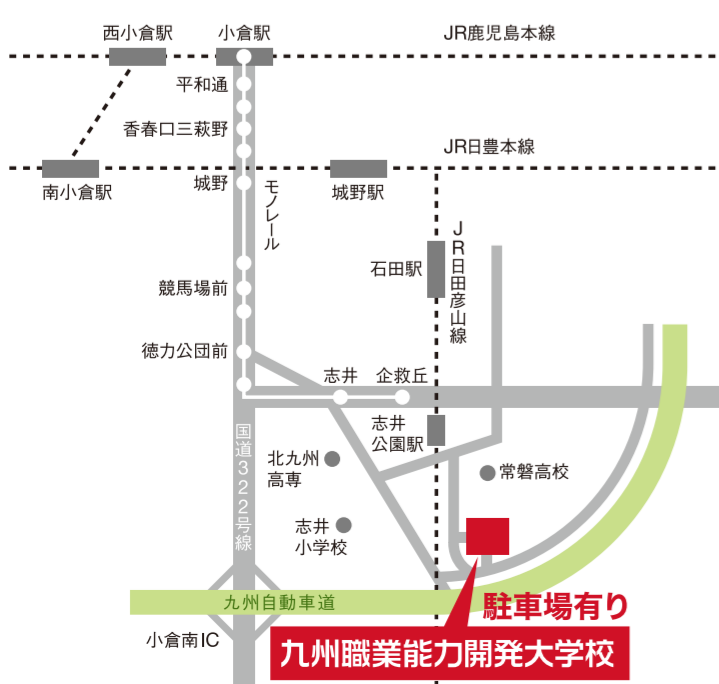 西小倉駅
小倉駅
JR鹿児島本線
平和通
香春口三萩野
JR日豊本線
城野
南小倉駅
城野駅
モノレール
JR日田彦山線
石田駅
競馬場前
徳力公団前
志井
企救丘
国道322号線
志井
公園駅
北九州
高専
常磐高校
志井
小学校
九州自動車道
駐車場有り
小倉南IC
九州職業能力開発大学校